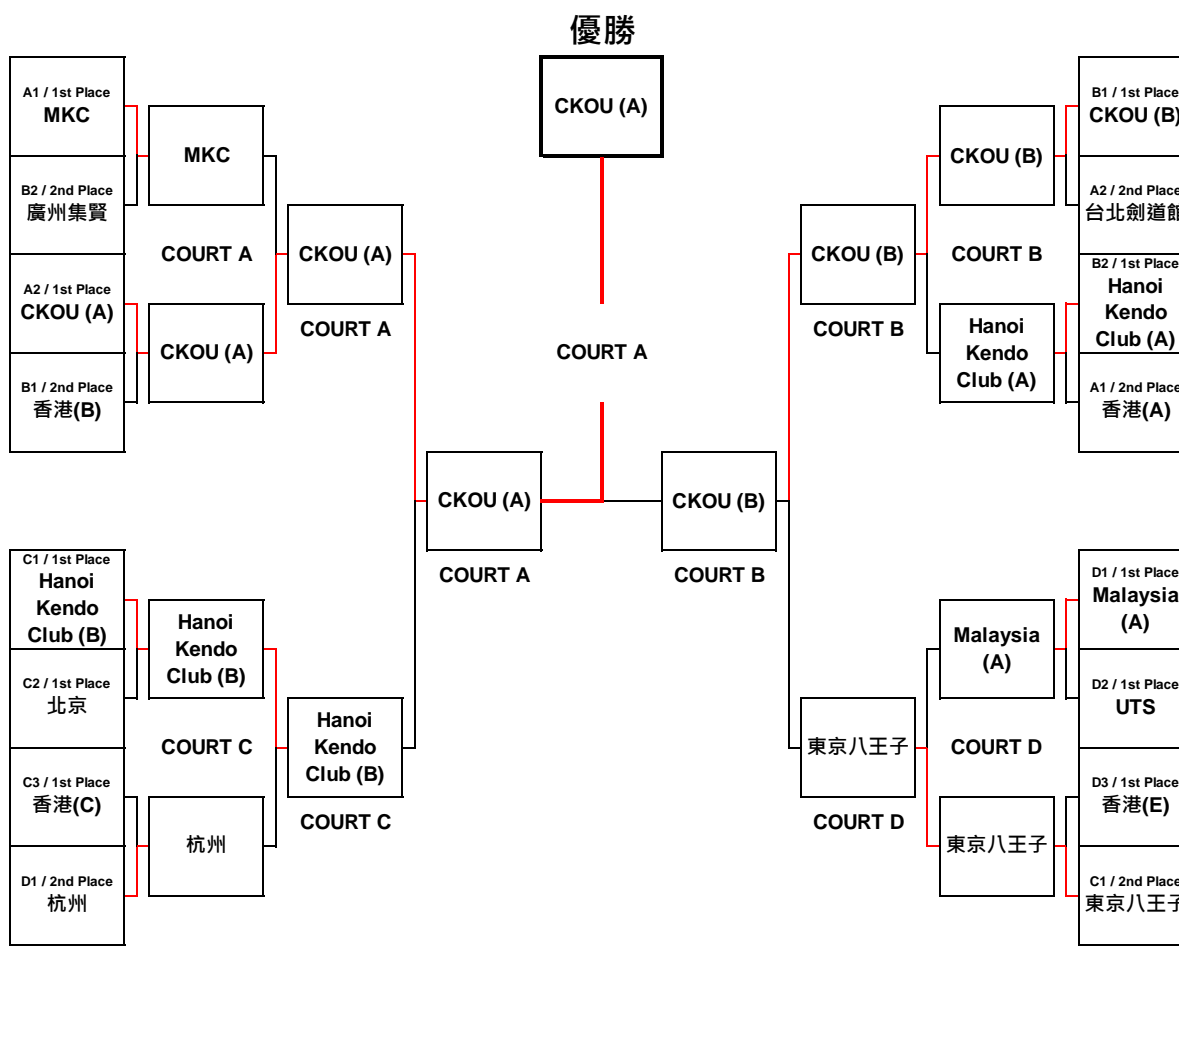 優勝
CKOU (A)
COURT A
A1 / 1st Place
MKC
B2 / 2nd Place
廣州集賢
A2 / 1st Place
CKOU (A)
B1 / 2nd Place
香港(B)
MKC
COURT A
CKOU (A)
CKOU (A)
COURT A
C1 / 1st Place
Hanoi
Kendo
Club (B)
C2 / 1st Place
北京
C3 / 1st Place
香港(C)
D1 / 2nd Place
杭州
Hanoi
Kendo
Club (B)
COURT C
杭州
Hanoi
Kendo
Club (B)
COURT C
CKOU (A)
COURT A
CKOU (B)
COURT B
CKOU (B)
COURT B
CKOU (B)
COURT B
Hanoi
Kendo
Club (A)
B1 / 1st Place
CKOU (B)
A2 / 2nd Place
台北劍道館
B2 / 1st Place
Hanoi
Kendo
Club (A)
A1 / 2nd Place
香港(A)
東京八王子
COURT D
Malaysia
(A)
COURT D
東京八王子
D1 / 1st Place
Malaysia
(A)
D2 / 1st Place
UTS
D3 / 1st Place
香港(E)
C1 / 2nd Place
東京八王子